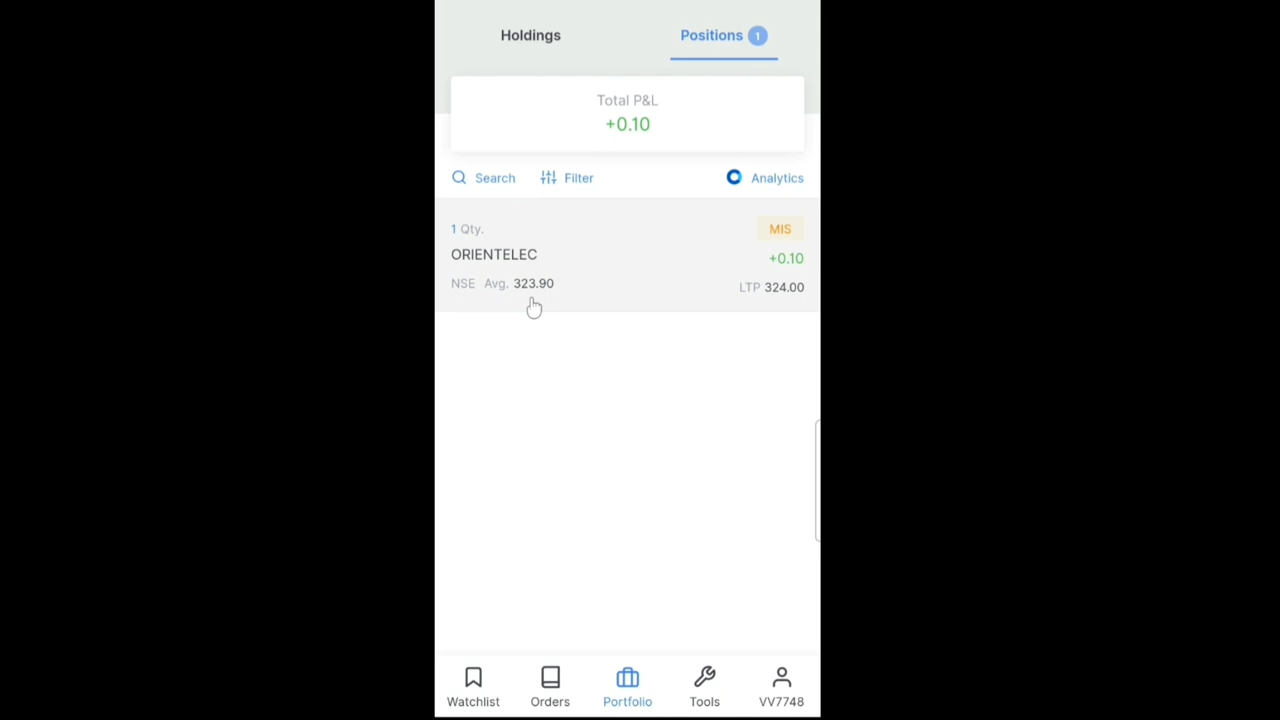 Holdings Positions 1
Total P&L
+0.10
Search Filter Analytics
1 Qty. MIS
ORIENTELEC +0.10
NSE Avg. 323.90 LTP 324.00
Watchlist Orders Portfolio Tools VV7748